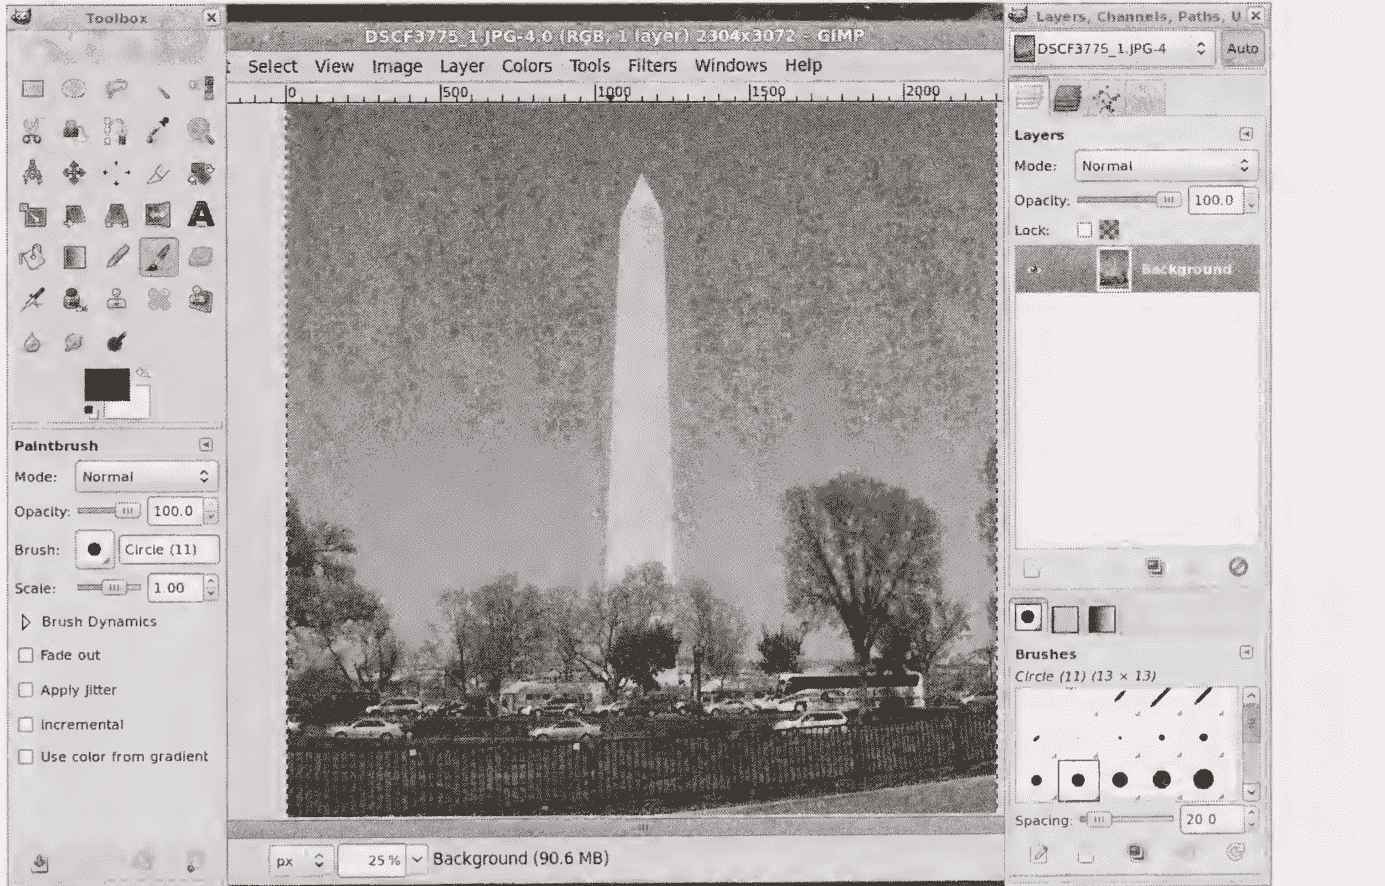 Toolbox
DSCF3775_1.JPG-4.0 (RGB, 1 layer) 2304x3072 – GIMP
Layers, Channels, Paths, U
DSCF3775_1.JPG-4
Auto
Select View Image Layer Colors Tools Filters Windows Help
0 500 1000 1500 2000
A
Layers
Mode: Normal
Opacity: 100.0
Lock:
Background
Paintbrush
Mode: Normal
Opacity: 100.0
Brush: Circle (11)
Scale: 1.00
Brush Dynamics
Fade out
Apply Jitter
Incremental
Use color from gradient
Brushes
Circle (11) (13 × 13)
Spacing: 20.0
px 25 % Background (90.6 MB)